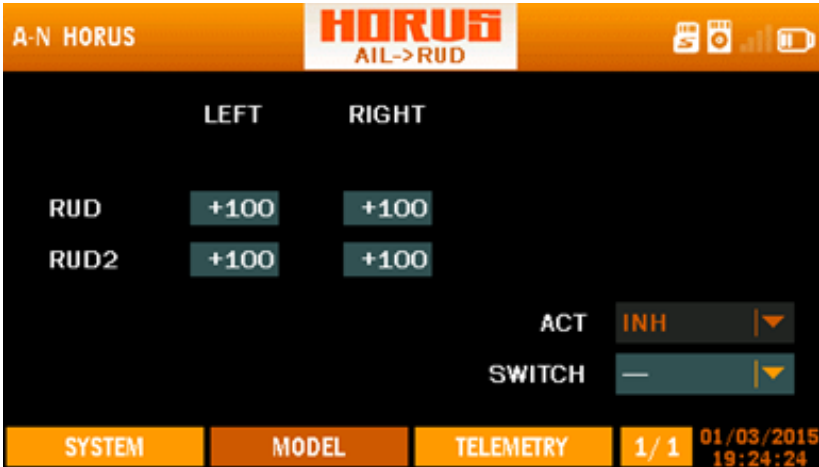 A-N HORUS
HORUS
AIL->RUD
LEFT RIGHT
RUD +100 +100
RUD2 +100 +100
ACT INH
SWITCH —
SYSTEM MODEL TELEMETRY 1/1 01/03/2015
19:24:24